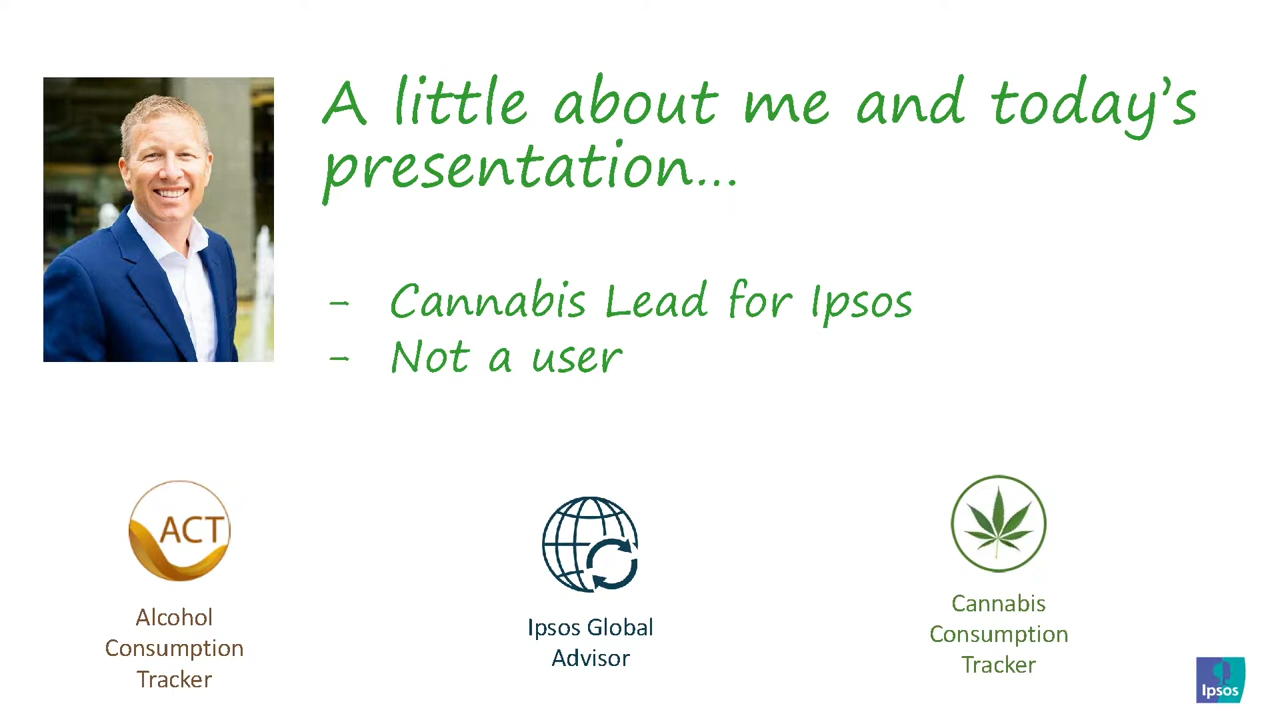 A little about me and today's
presentation...
- Cannabis Lead for Ipsos
- Not a user
ACT
Alcohol
Consumption
Tracker
Ipsos Global
Advisor
Cannabis
Consumption
Tracker
Ipsos